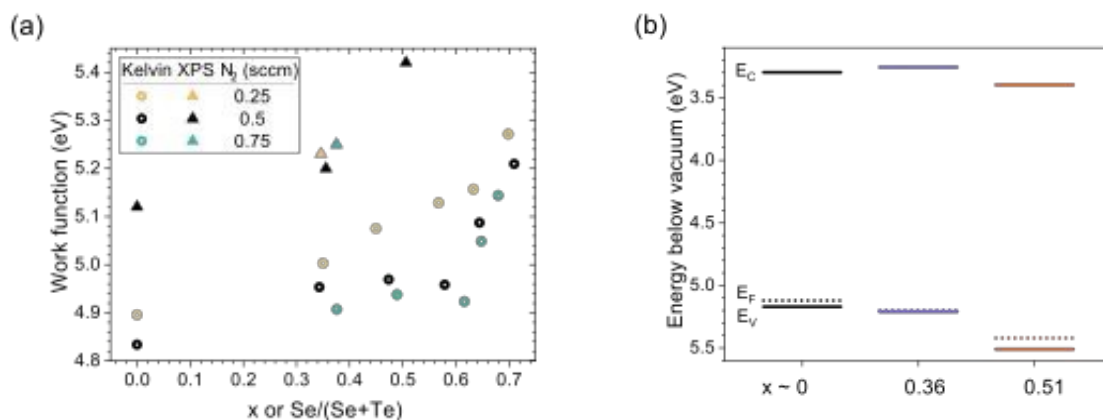 (a)
Work function (eV)
5.4
5.3
5.2
5.1
5.0
4.9
4.8
Kelvin XPS N₂ (sccm)
0.25
0.5
0.75
0.0 0.1 0.2 0.3 0.4 0.5 0.6 0.7
x or Se/(Se+Te)
(b)
Energy below vacuum (eV)
3.5
4.0
4.5
5.0
5.5
E_C
E_F
E_V
x ~ 0 0.36 0.51